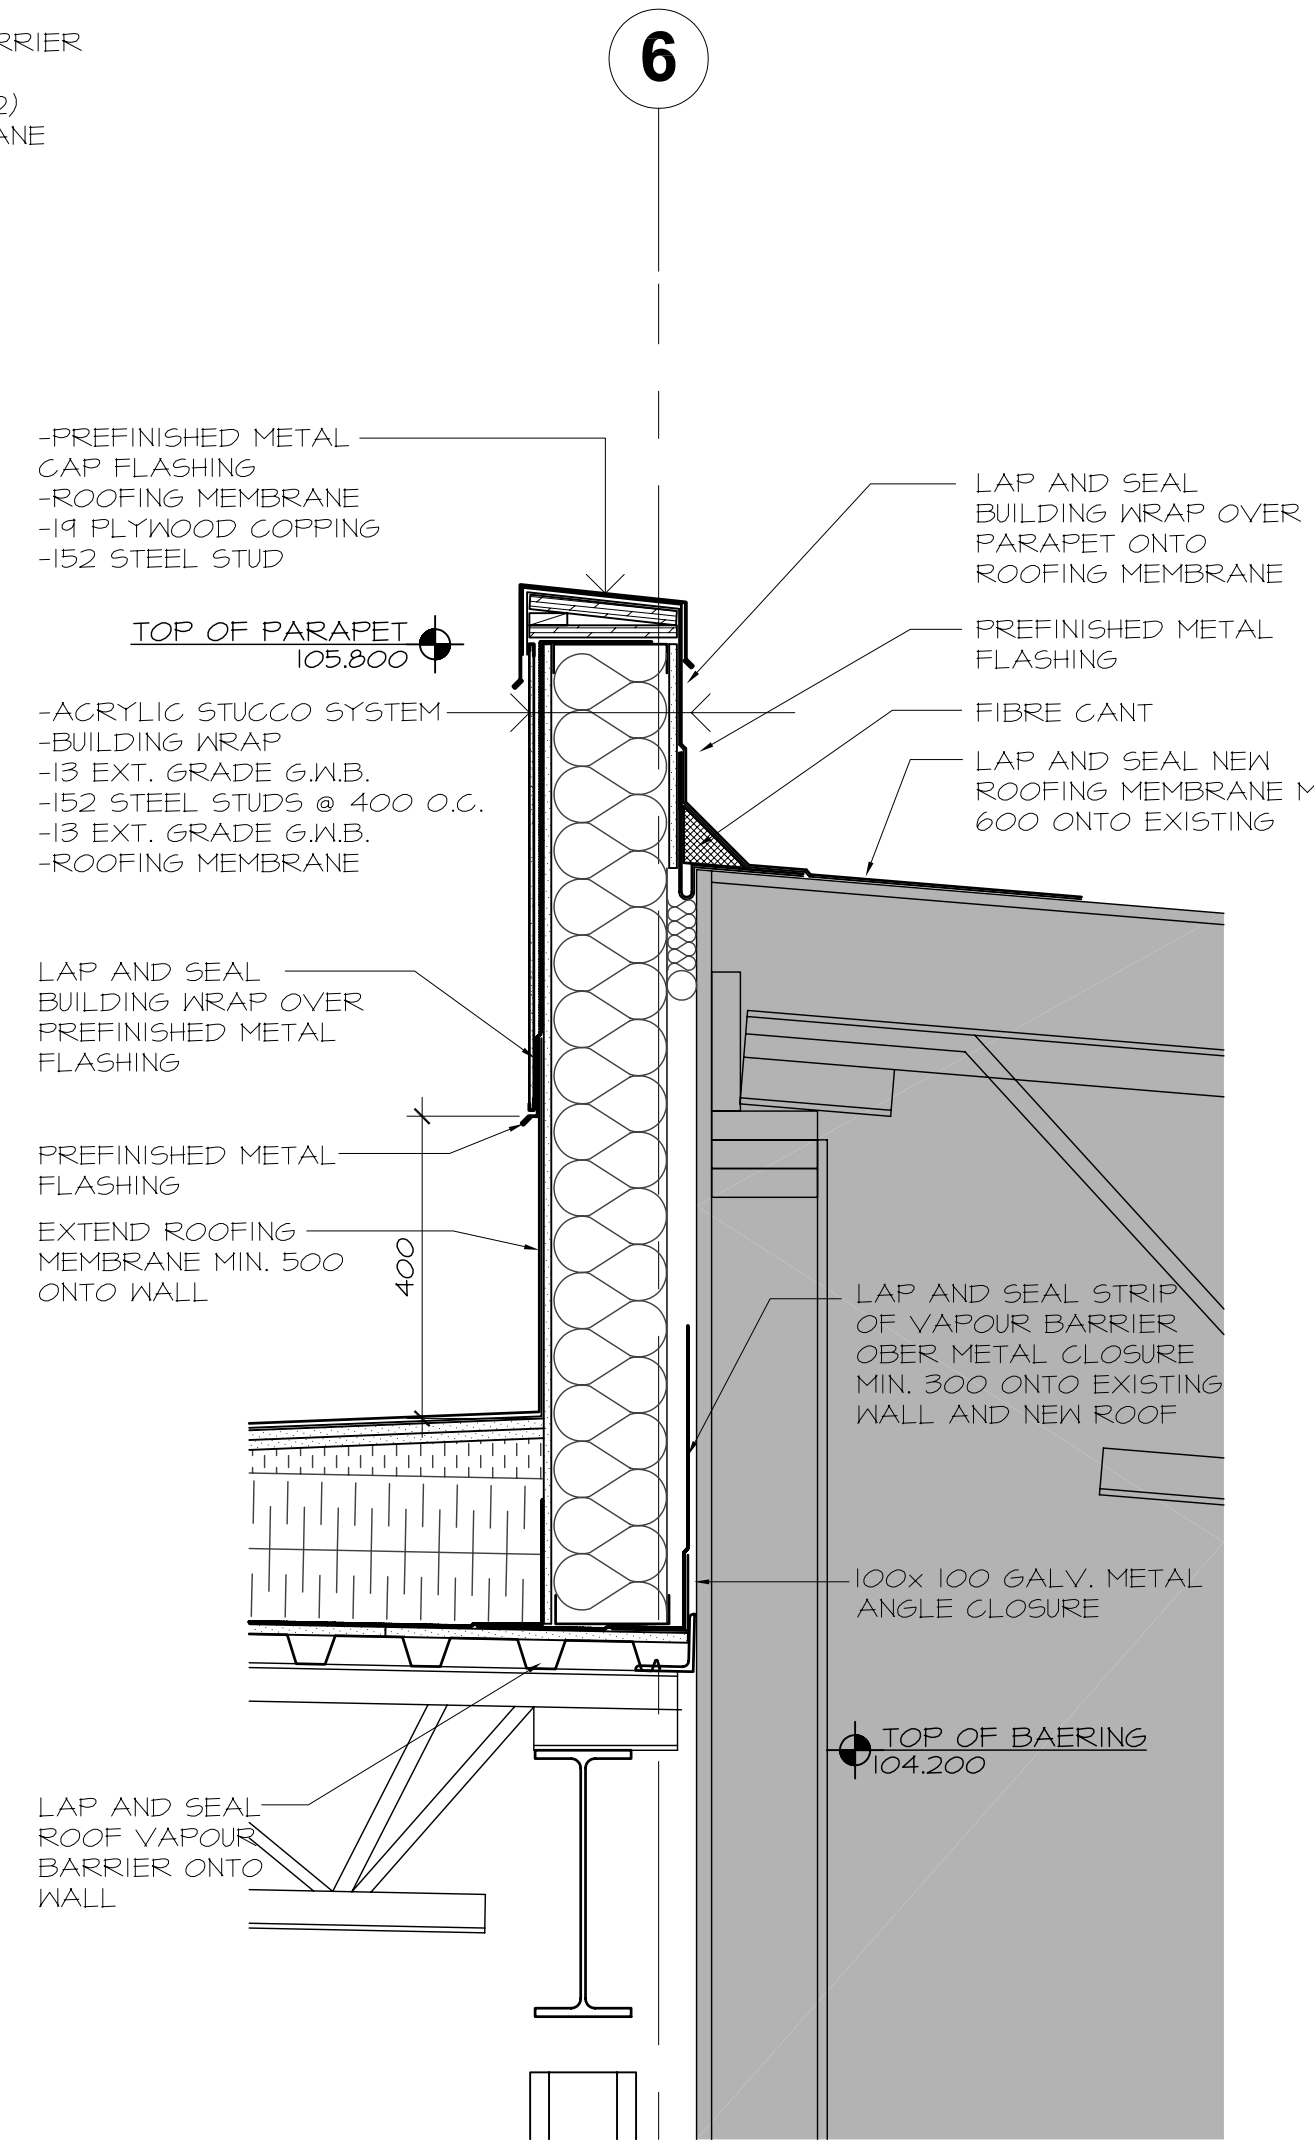 RRIER
2)
ANE
6
-PREFINISHED METAL
CAP FLASHING
-ROOFING MEMBRANE
-19 PLYWOOD COPPING
-152 STEEL STUD
TOP OF PARAPET
105.800
-ACRYLIC STUCCO SYSTEM
-BUILDING WRAP
-13 EXT. GRADE G.W.B.
-152 STEEL STUDS @ 400 O.C.
-13 EXT. GRADE G.W.B.
-ROOFING MEMBRANE
LAP AND SEAL
BUILDING WRAP OVER
PREFINISHED METAL
FLASHING
PREFINISHED METAL
FLASHING
EXTEND ROOFING
MEMBRANE MIN. 500
ONTO WALL
400
LAP AND SEAL
ROOF VAPOUR
BARRIER ONTO
WALL
LAP AND SEAL
BUILDING WRAP OVER
PARAPET ONTO
ROOFING MEMBRANE
PREFINISHED METAL
FLASHING
FIBRE CANT
LAP AND SEAL NEW
ROOFING MEMBRANE M
600 ONTO EXISTING
LAP AND SEAL STRIP
OF VAPOUR BARRIER
OBER METAL CLOSURE
MIN. 300 ONTO EXISTING
WALL AND NEW ROOF
100x 100 GALV. METAL
ANGLE CLOSURE
TOP OF BAERING
104.200